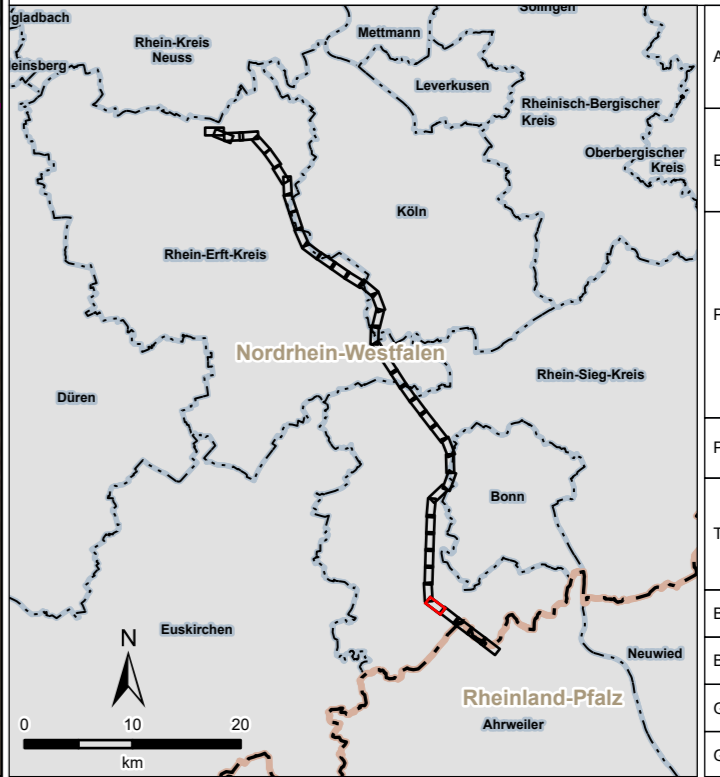 gladbach
Solingen
Mettmann
Rhein-Kreis
Neuss
einsberg
Leverkusen
Rheinisch-Bergischer
Kreis
Oberbergischer
Kreis
Köln
Rhein-Erft-Kreis
Nordrhein-Westfalen
Rhein-Sieg-Kreis
Düren
Bonn
Euskirchen
N
Neuwied
Rheinland-Pfalz
Ahrweiler
0 10 20
km